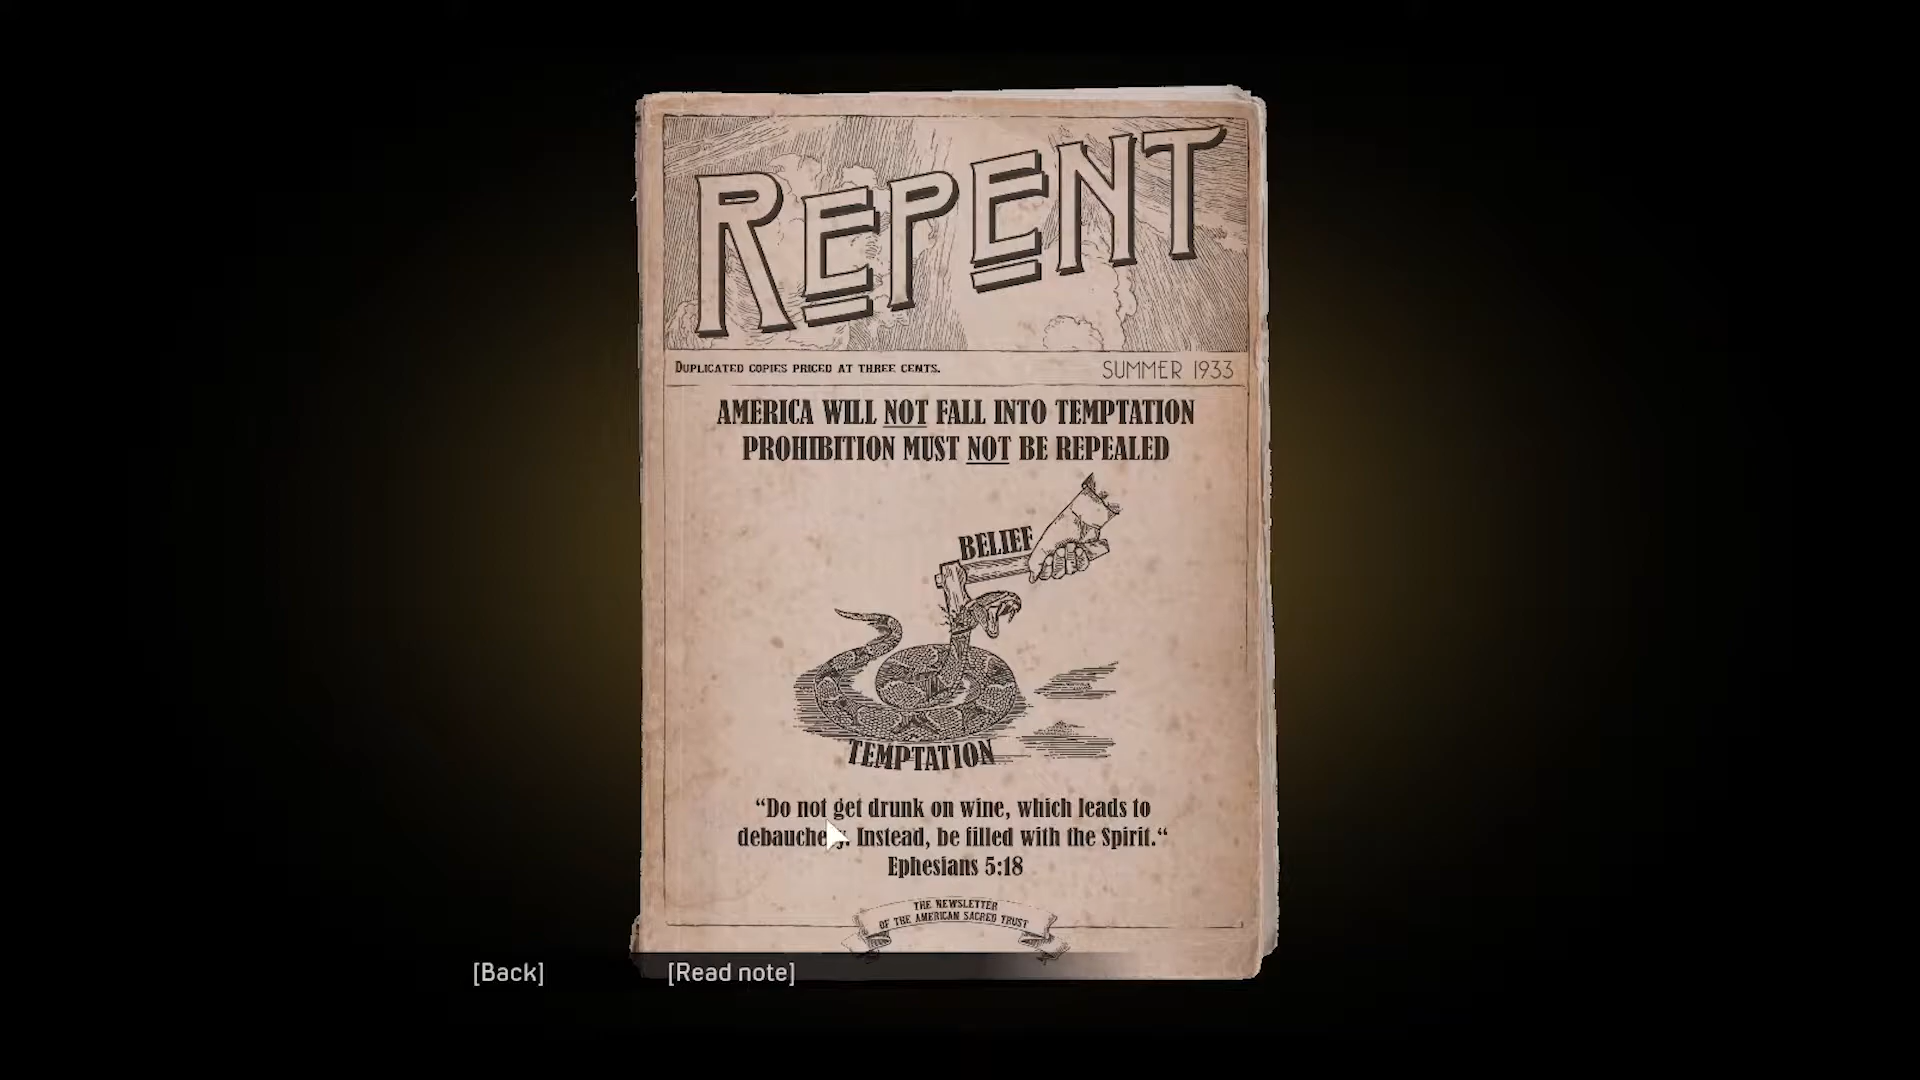 REPENT
DUPLICATED COPIES PRICED AT THREE CENTS.
SUMMER 1933
AMERICA WILL NOT FALL INTO TEMPTATION
PROHIBITION MUST NOT BE REPEALED
BELIEF
TEMPTATION
“Do not get drunk on wine, which leads to
debauchery. Instead, be filled with the Spirit.“
Ephesians 5:18
THE NEWSLETTER
OF THE AMERICAN SACRED TRUST
[Back]
[Read note]